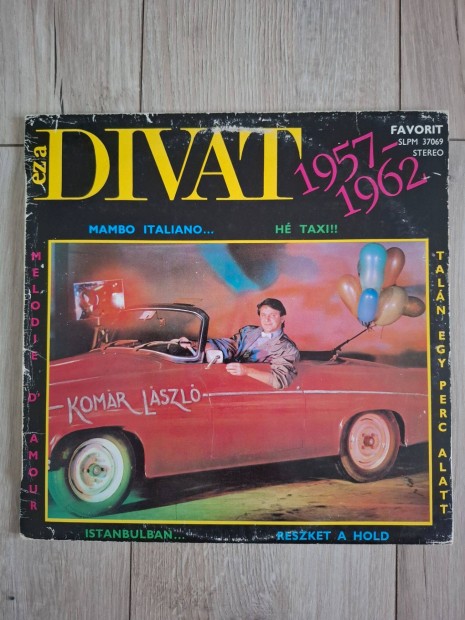 ez a DIVAT
1957-
1962
FAVORIT
SLPM 37069
STEREO
MAMBO ITALIANO...
HÉ TAXI!!
MELODIE D'AMOUR
TALÁN EGY PERC ALATT
KOMÁR LÁSZLÓ
ISTANBULBAN...
RESZKET A HOLD